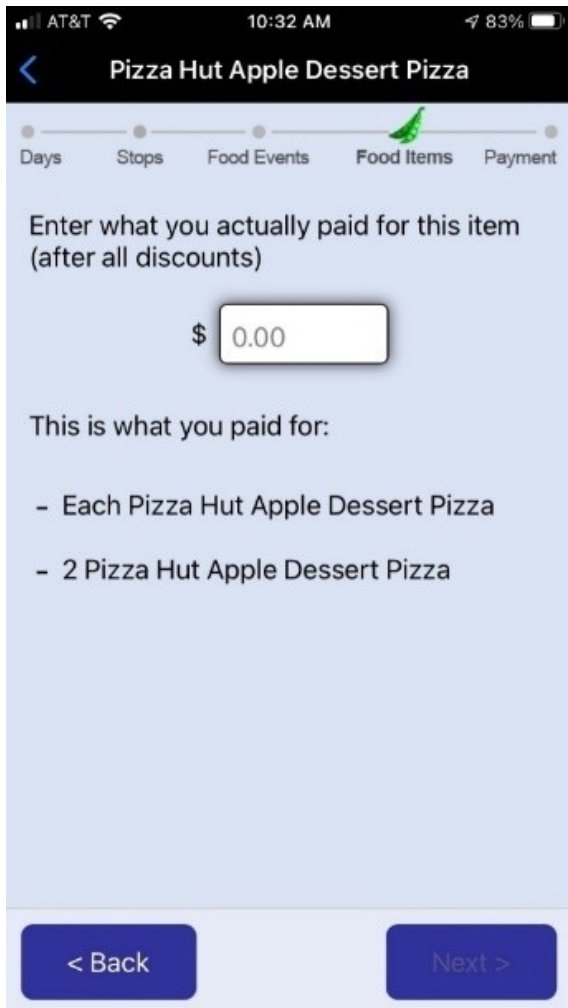 AT&T 10:32 AM 83%
Pizza Hut Apple Dessert Pizza
Days Stops Food Events Food Items Payment
Enter what you actually paid for this item
(after all discounts)
$ 0.00
This is what you paid for:
- Each Pizza Hut Apple Dessert Pizza
- 2 Pizza Hut Apple Dessert Pizza
< Back Next >